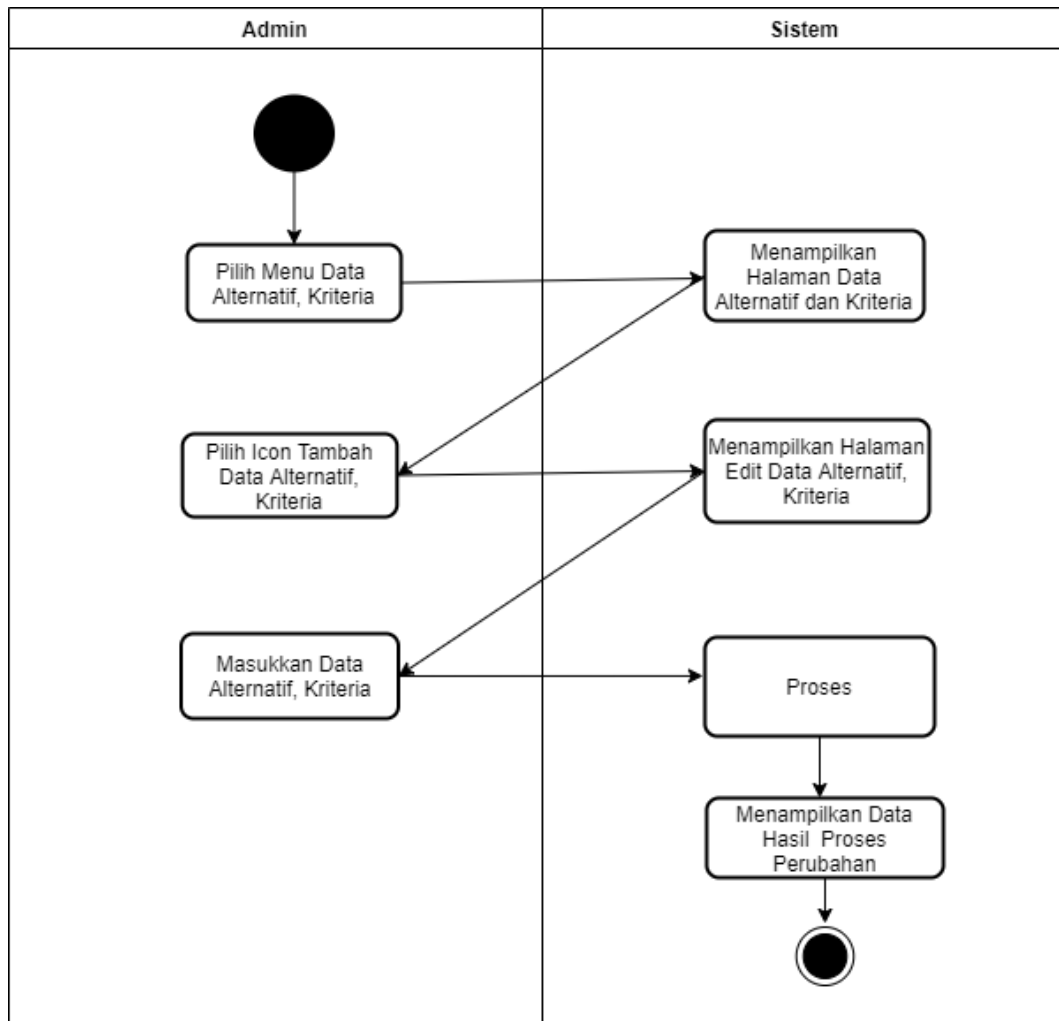 Admin
Sistem
Pilih Menu Data
Alternatif, Kriteria
Menampilkan
Halaman Data
Alternatif dan Kriteria
Pilih Icon Tambah
Data Alternatif,
Kriteria
Menampilkan Halaman
Edit Data Alternatif,
Kriteria
Masukkan Data
Alternatif, Kriteria
Proses
Menampilkan Data
Hasil Proses
Perubahan